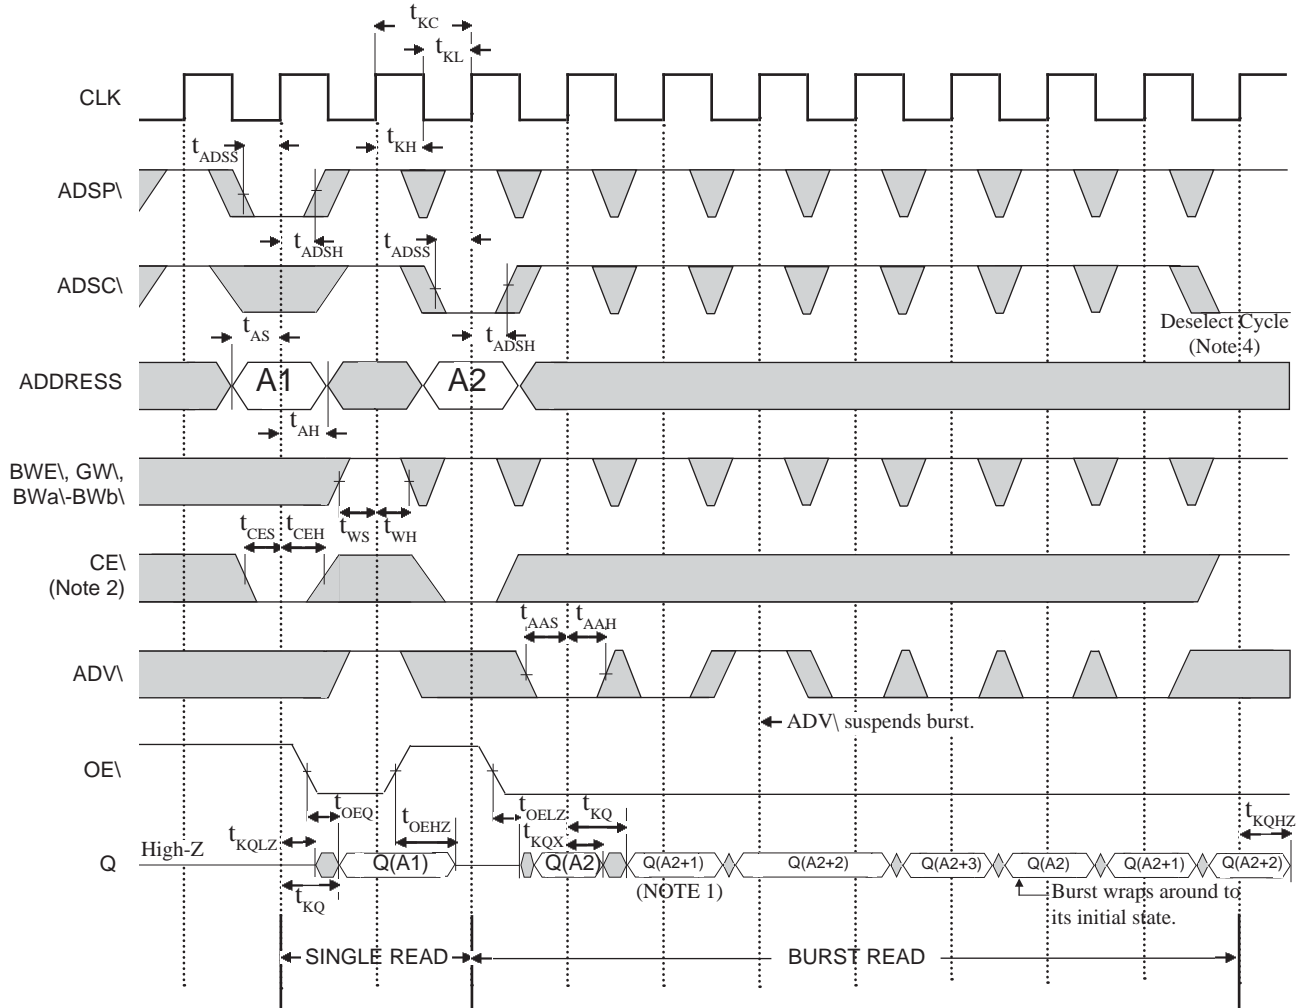 tKC
tKL
CLK
tKH
tADSS
ADSP\
tADSH
tADSS
ADSC\
tAS
tADSH
Deselect Cycle
(Note 4)
ADDRESS
A1
A2
tAH
BWE\, GW\,
BWa\-BWb\
tWS
tWH
tCES
tCEH
CE\
(Note 2)
tAAS
tAAH
ADV\
ADV\ suspends burst.
OE\
tOEQ
tOEHZ
tOELZ
tKQ
tKQX
tKQHZ
tKQLZ
High-Z
Q
Q(A1)
Q(A2)
Q(A2+1)
Q(A2+2)
Q(A2+3)
Q(A2)
Q(A2+1)
Q(A2+2)
tKQ
(NOTE 1)
Burst wraps around to
its initial state.
SINGLE READ
BURST READ